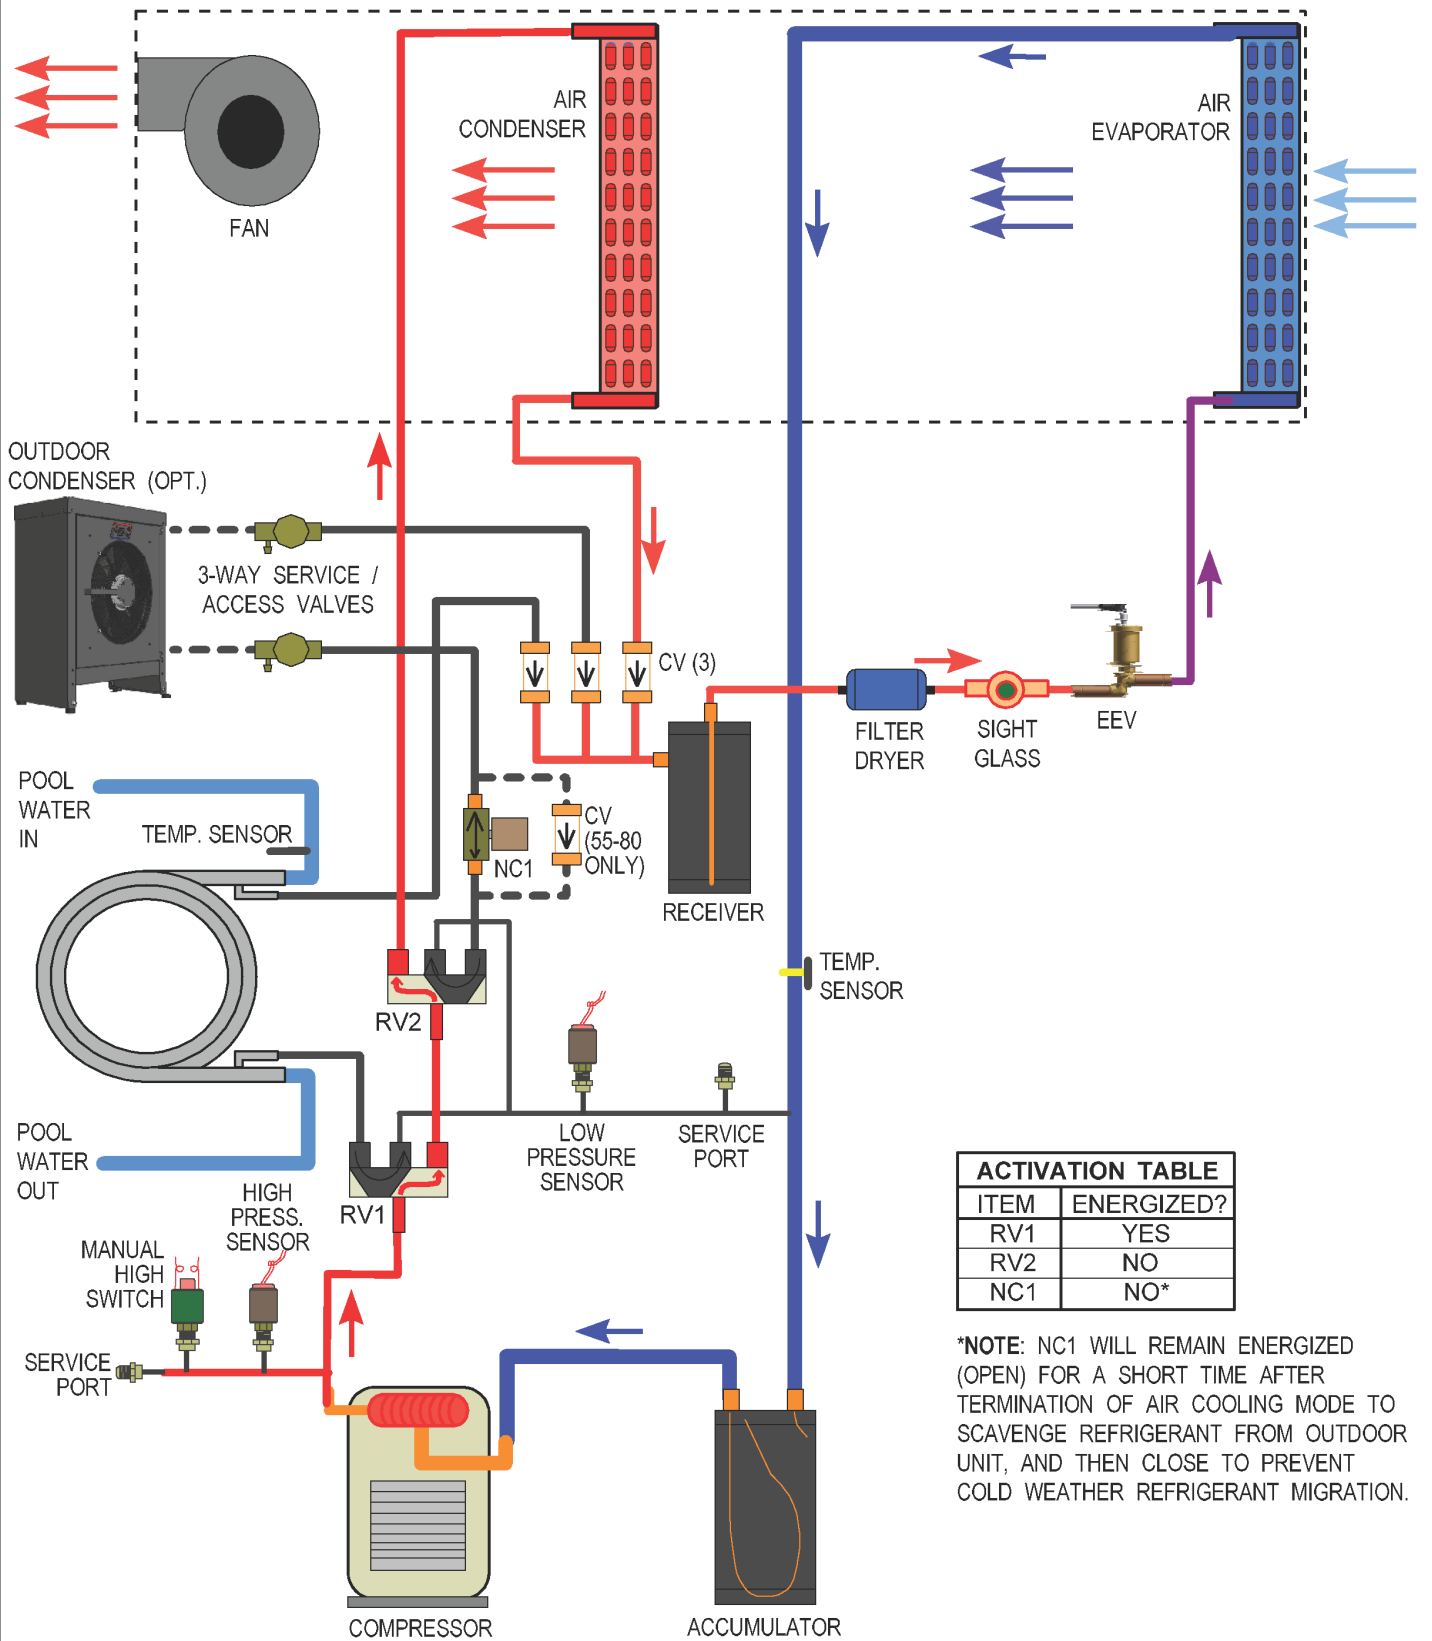 AIR
CONDENSER
AIR
EVAPORATOR
FAN
OUTDOOR
CONDENSER (OPT.)
3-WAY SERVICE /
ACCESS VALVES
CV (3)
FILTER
DRYER
SIGHT
GLASS
EEV
POOL
WATER
IN
TEMP. SENSOR
CV
(55-80
ONLY)
NC1
RECEIVER
TEMP.
SENSOR
RV2
LOW
PRESSURE
SENSOR
SERVICE
PORT
POOL
WATER
OUT
RV1
HIGH
PRESS.
SENSOR
MANUAL
HIGH
SWITCH
SERVICE
PORT
COMPRESSOR
ACCUMULATOR
ACTIVATION TABLE
ITEM ENERGIZED?
RV1 YES
RV2 NO
NC1 NO*
*NOTE: NC1 WILL REMAIN ENERGIZED
(OPEN) FOR A SHORT TIME AFTER
TERMINATION OF AIR COOLING MODE TO
SCAVENGE REFRIGERANT FROM OUTDOOR
UNIT, AND THEN CLOSE TO PREVENT
COLD WEATHER REFRIGERANT MIGRATION.